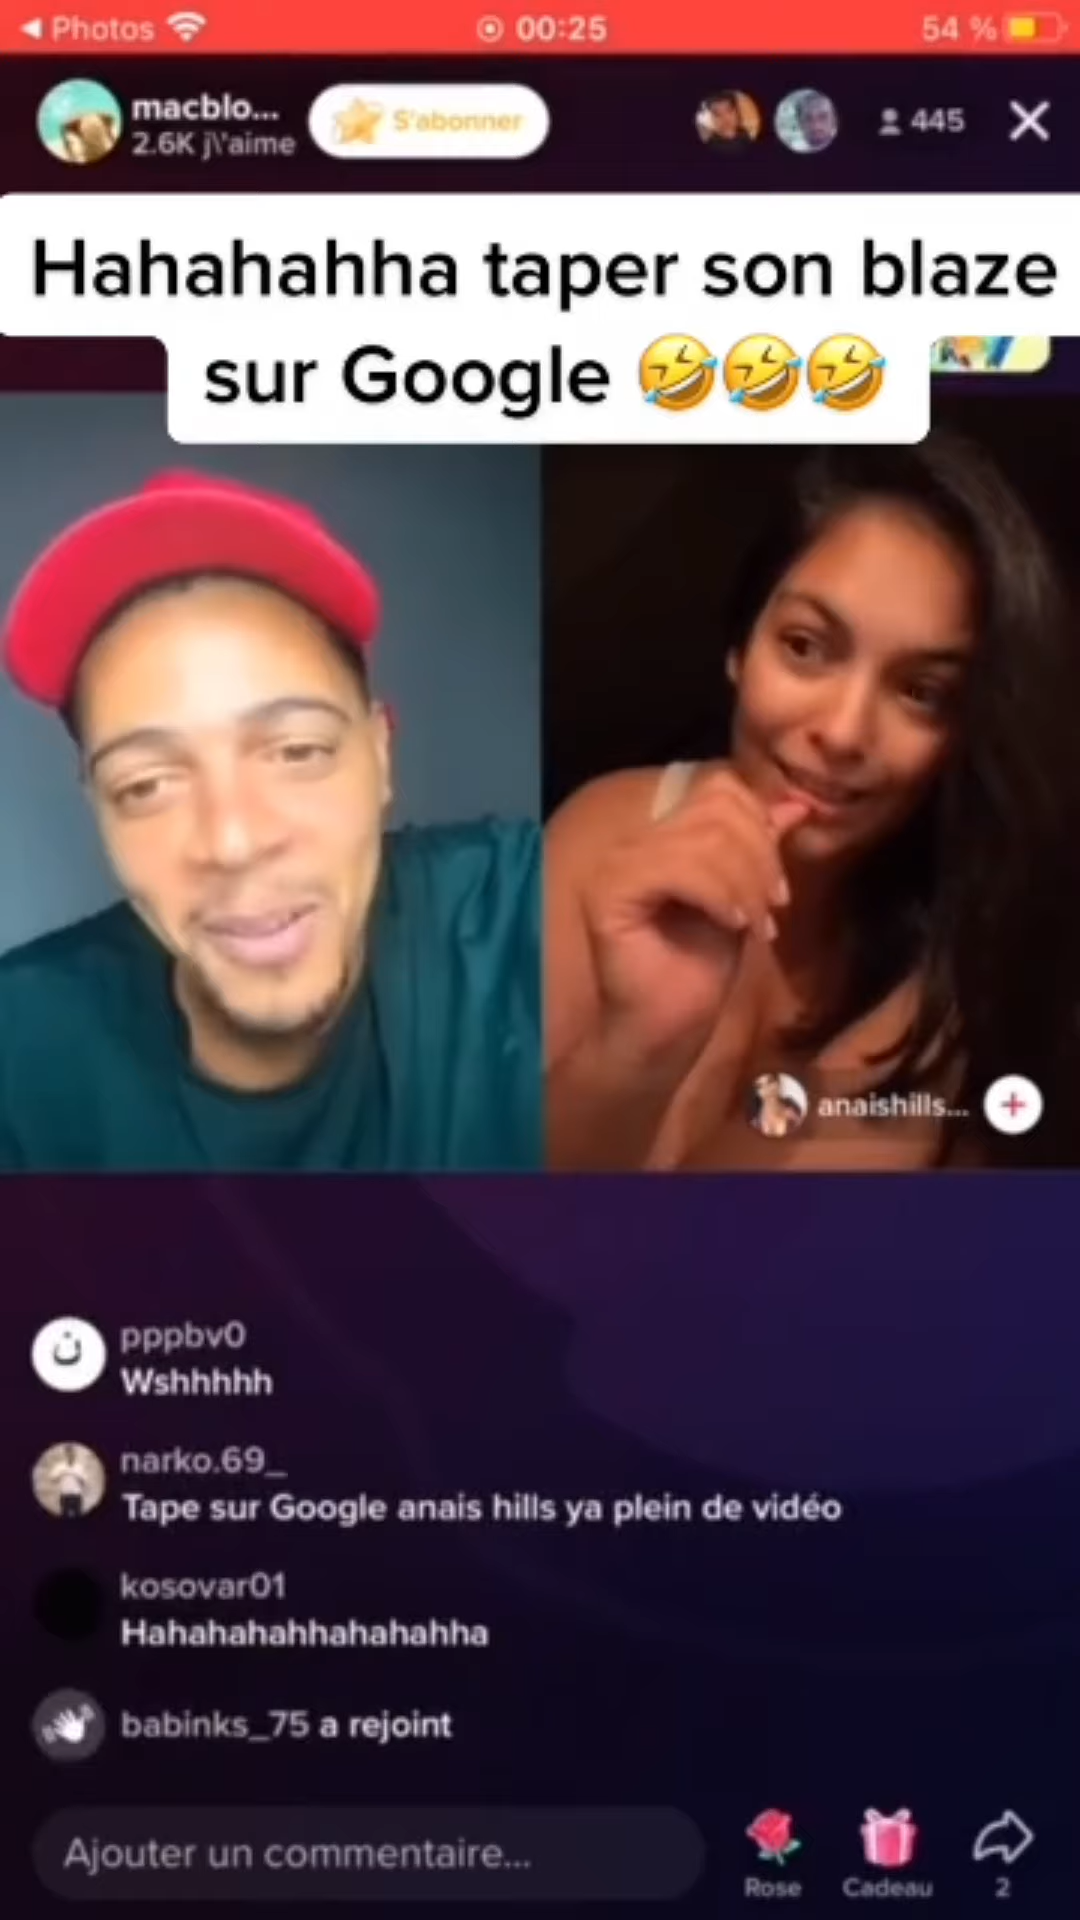 Photos
00:25
54 %
macblo...
2.6K j\'aime
S'abonner
445
Hahahahha taper son blaze
sur Google 🤣🤣🤣
anaishills...
ن
pppbv0
Wshhhhh
narko.69_
Tape sur Google anais hills ya plein de vidéo
kosovar01
Hahahahahhahahahha
babinks_75 a rejoint
Ajouter un commentaire...
Rose
Cadeau
2